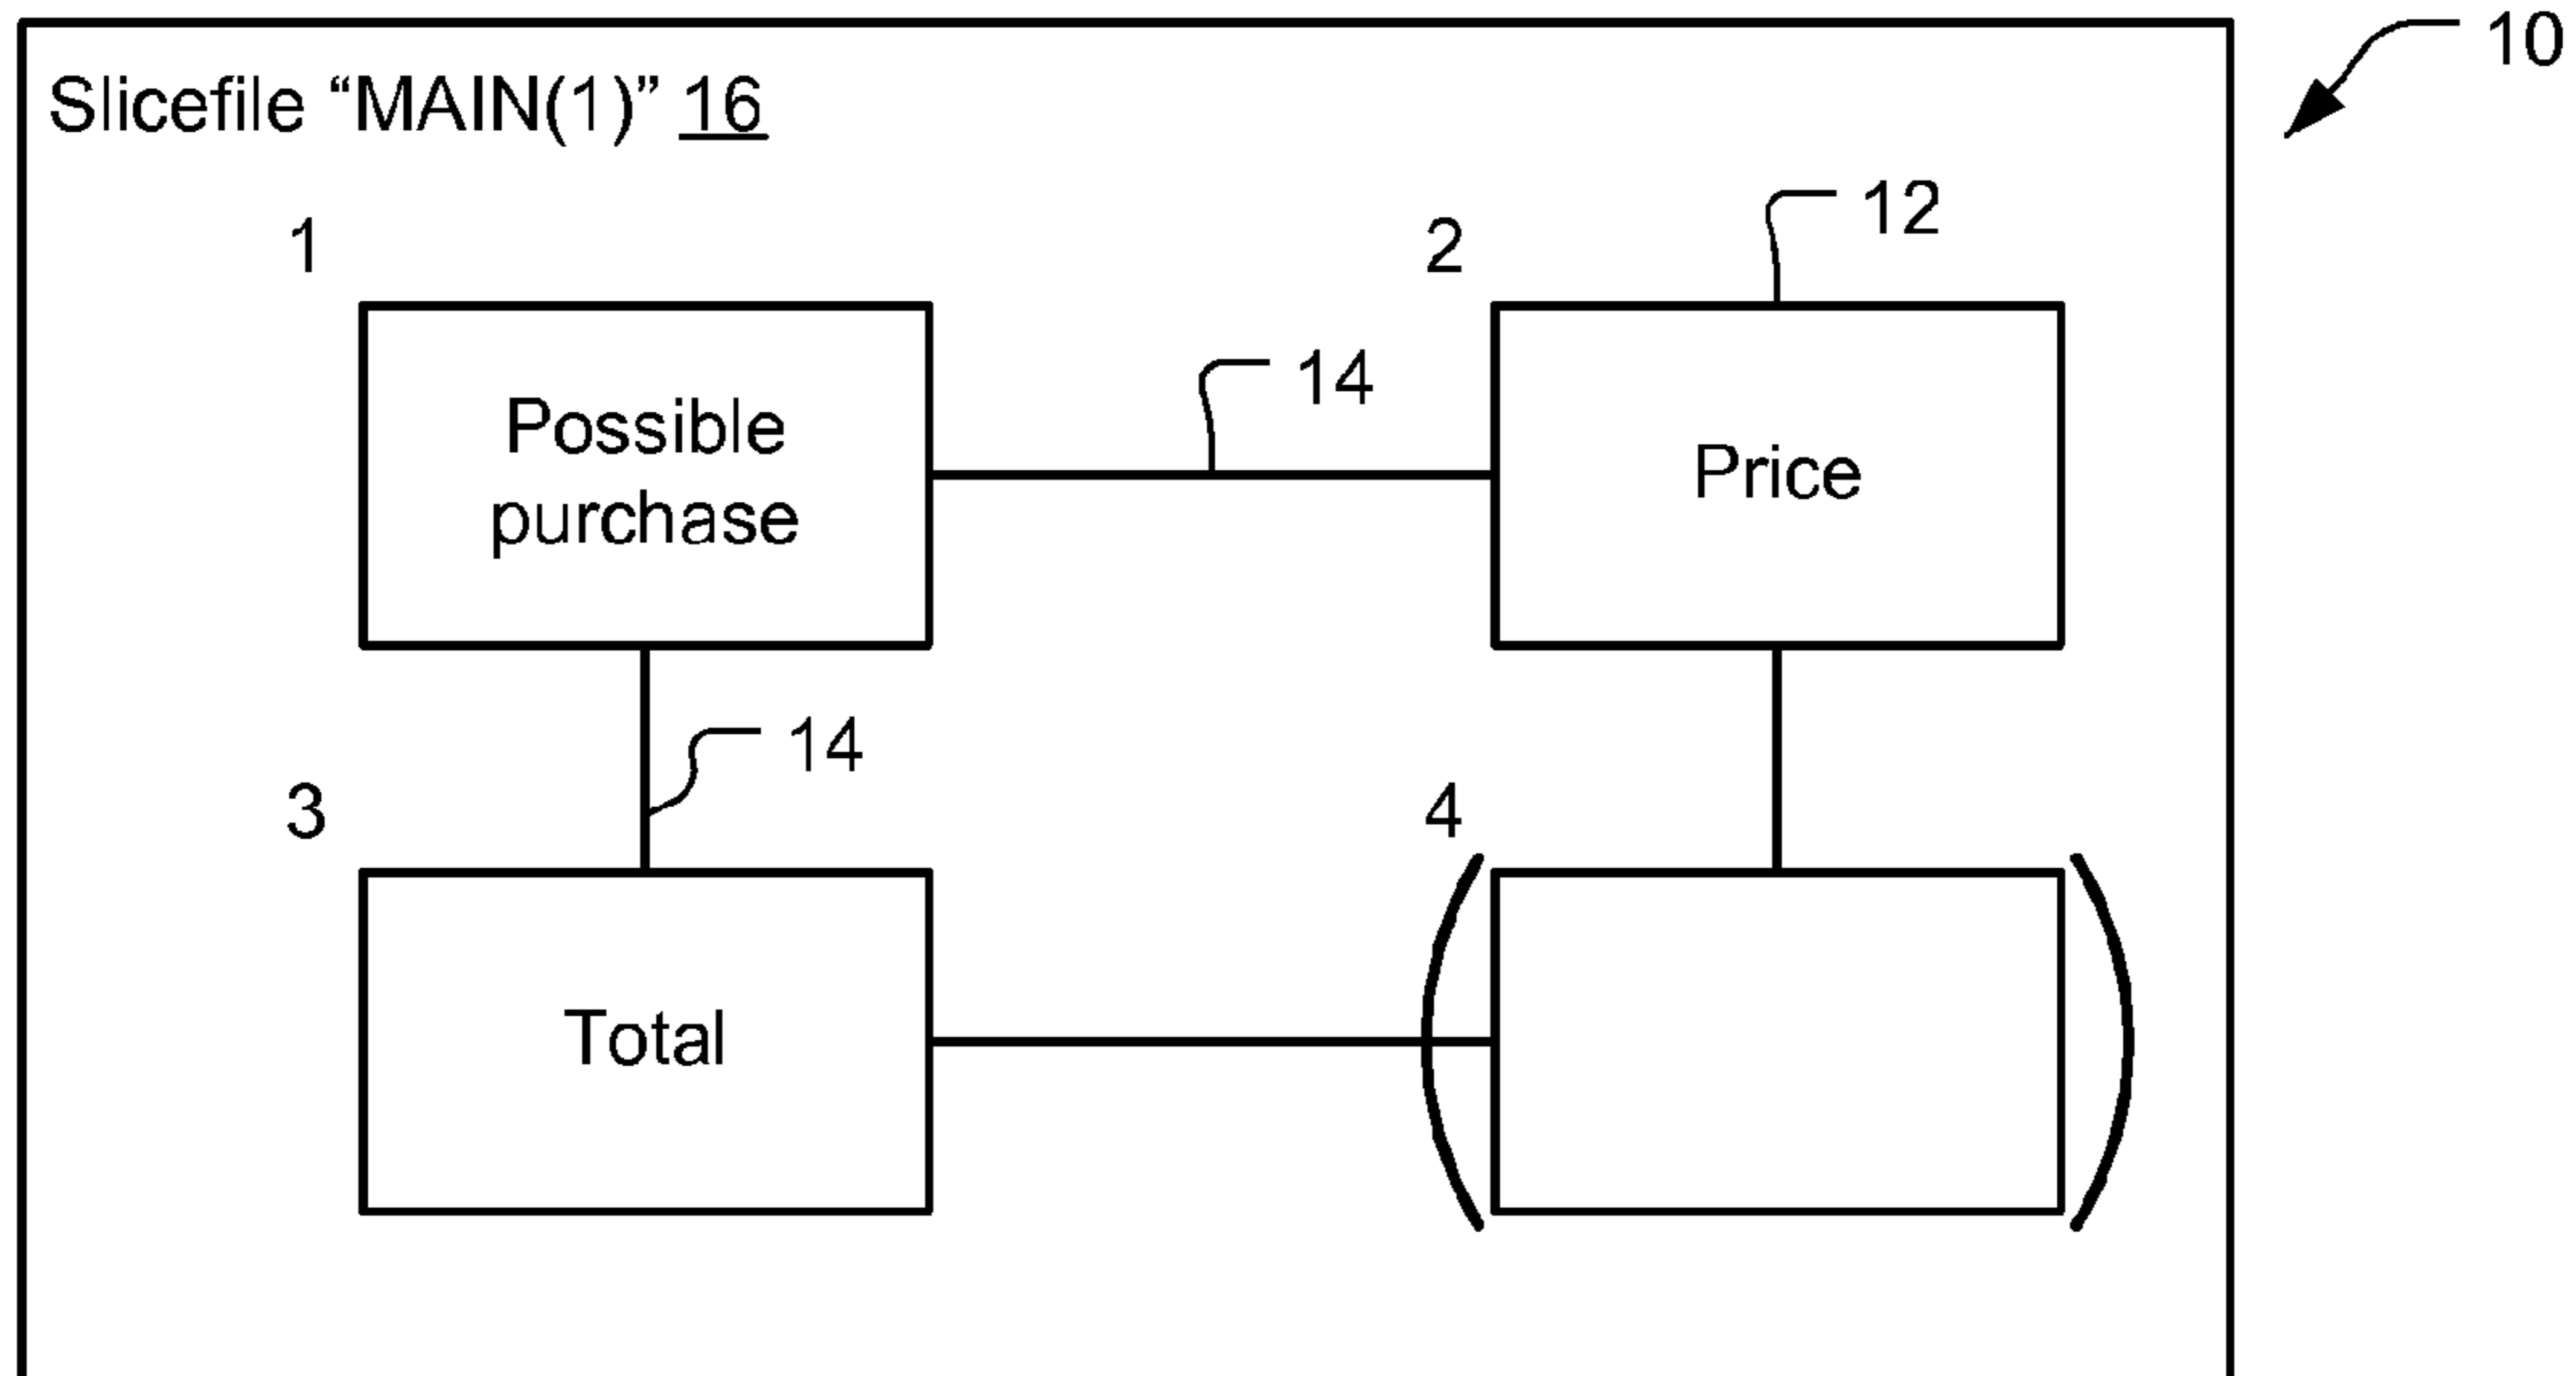 10
Slicefile “MAIN(1)” 16
1
2
12
Possible
purchase
14
Price
14
3
4
Total